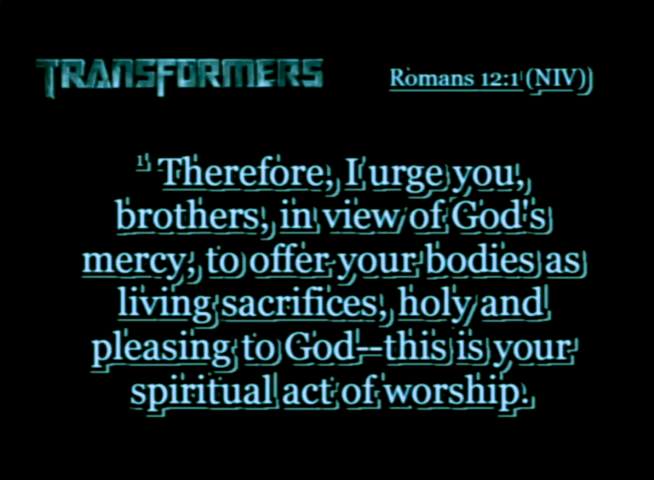 TRANSFORMERS
Romans 12:1 (NIV)
1 Therefore, I urge you,
brothers, in view of God's
mercy, to offer your bodies as
living sacrifices, holy and
pleasing to God--this is your
spiritual act of worship.